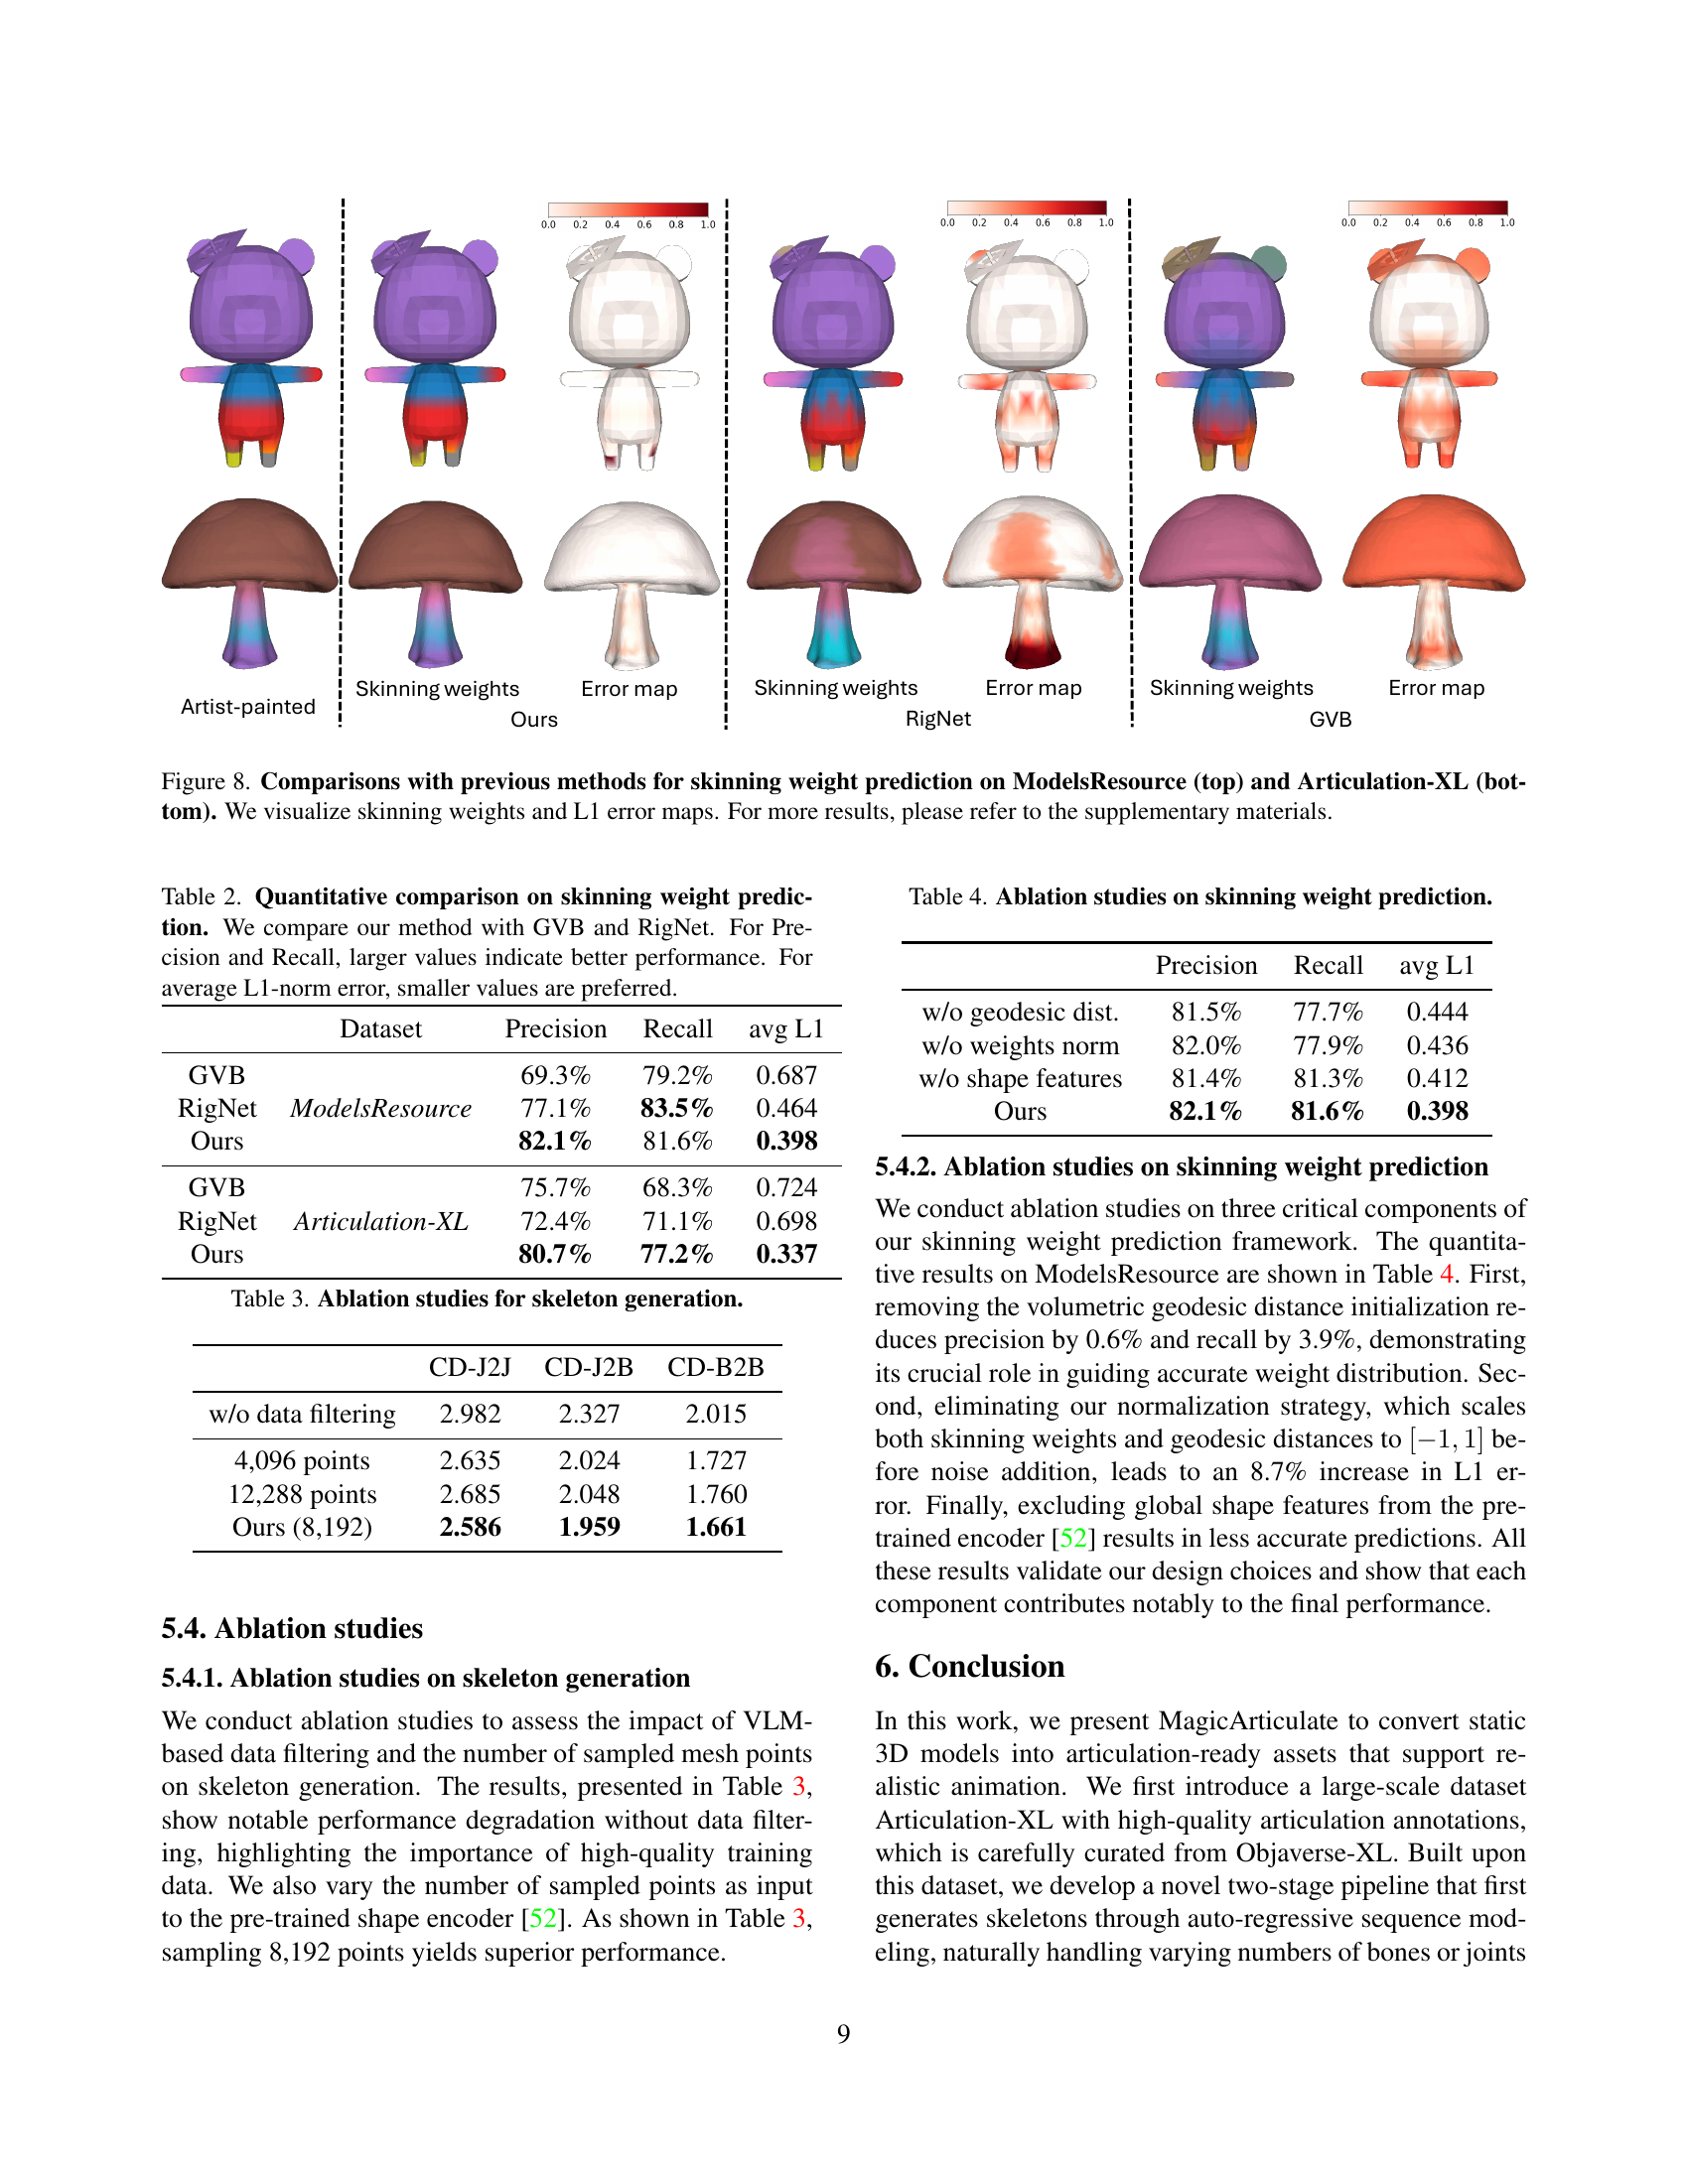 0.0 0.2 0.4 0.6 0.8 1.0
0.0 0.2 0.4 0.6 0.8 1.0
0.0 0.2 0.4 0.6 0.8 1.0
Artist-painted
Skinning weights Error map
Ours
Skinning weights Error map
RigNet
Skinning weights Error map
GVB
Figure 8. Comparisons with previous methods for skinning weight prediction on ModelsResource (top) and Articulation-XL (bot-
tom). We visualize skinning weights and L1 error maps. For more results, please refer to the supplementary materials.
Table 2. Quantitative comparison on skinning weight predic-
tion. We compare our method with GVB and RigNet. For Pre-
cision and Recall, larger values indicate better performance. For
average L1-norm error, smaller values are preferred.
Dataset Precision Recall avg L1
GVB 69.3% 79.2% 0.687
RigNet ModelsResource 77.1% 83.5% 0.464
Ours 82.1% 81.6% 0.398
GVB 75.7% 68.3% 0.724
RigNet Articulation-XL 72.4% 71.1% 0.698
Ours 80.7% 77.2% 0.337
Table 3. Ablation studies for skeleton generation.
CD-J2J CD-J2B CD-B2B
w/o data filtering 2.982 2.327 2.015
4,096 points 2.635 2.024 1.727
12,288 points 2.685 2.048 1.760
Ours (8,192) 2.586 1.959 1.661
5.4. Ablation studies
5.4.1. Ablation studies on skeleton generation
We conduct ablation studies to assess the impact of VLM-
based data filtering and the number of sampled mesh points
on skeleton generation. The results, presented in Table 3,
show notable performance degradation without data filter-
ing, highlighting the importance of high-quality training
data. We also vary the number of sampled points as input
to the pre-trained shape encoder [52]. As shown in Table 3,
sampling 8,192 points yields superior performance.
Table 4. Ablation studies on skinning weight prediction.
Precision Recall avg L1
w/o geodesic dist. 81.5% 77.7% 0.444
w/o weights norm 82.0% 77.9% 0.436
w/o shape features 81.4% 81.3% 0.412
Ours 82.1% 81.6% 0.398
5.4.2. Ablation studies on skinning weight prediction
We conduct ablation studies on three critical components of
our skinning weight prediction framework. The quantita-
tive results on ModelsResource are shown in Table 4. First,
removing the volumetric geodesic distance initialization re-
duces precision by 0.6% and recall by 3.9%, demonstrating
its crucial role in guiding accurate weight distribution. Sec-
ond, eliminating our normalization strategy, which scales
both skinning weights and geodesic distances to [−1, 1] be-
fore noise addition, leads to an 8.7% increase in L1 er-
ror. Finally, excluding global shape features from the pre-
trained encoder [52] results in less accurate predictions. All
these results validate our design choices and show that each
component contributes notably to the final performance.
6. Conclusion
In this work, we present MagicArticulate to convert static
3D models into articulation-ready assets that support re-
alistic animation. We first introduce a large-scale dataset
Articulation-XL with high-quality articulation annotations,
which is carefully curated from Objaverse-XL. Built upon
this dataset, we develop a novel two-stage pipeline that first
generates skeletons through auto-regressive sequence mod-
eling, naturally handling varying numbers of bones or joints
9